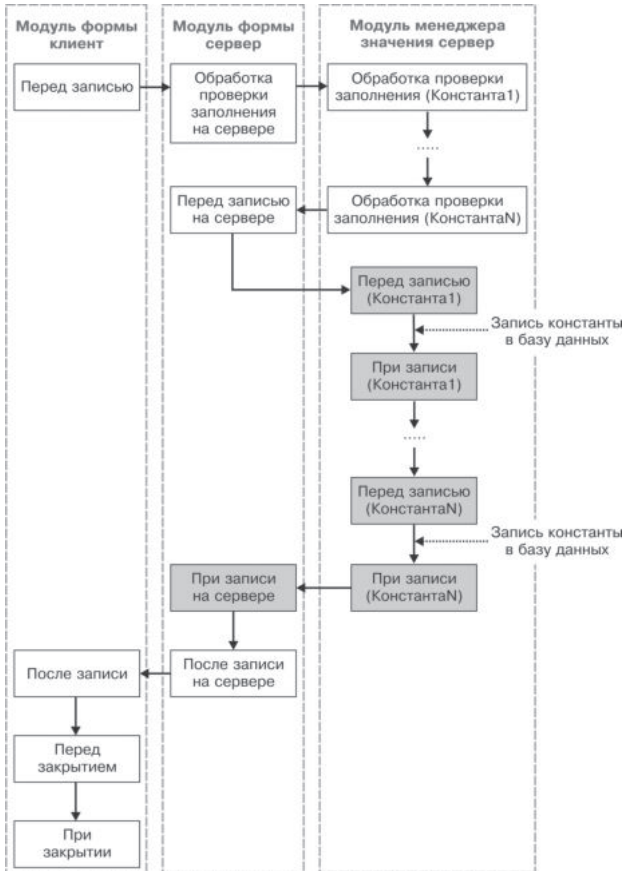 Модуль формы
клиент
Модуль формы
сервер
Модуль менеджера
значения сервер
Перед записью
Обработка
проверки
заполнения
на сервере
Обработка проверки
заполнения (Константа1)
.....
Перед записью
на сервере
Обработка проверки
заполнения (КонстантаN)
Перед записью
(Константа1)
Запись константы
в базу данных
При записи
(Константа1)
.....
Перед записью
(КонстантаN)
Запись константы
в базу данных
При записи
на сервере
При записи
(КонстантаN)
После записи
После записи
на сервере
Перед
закрытием
При
закрытии